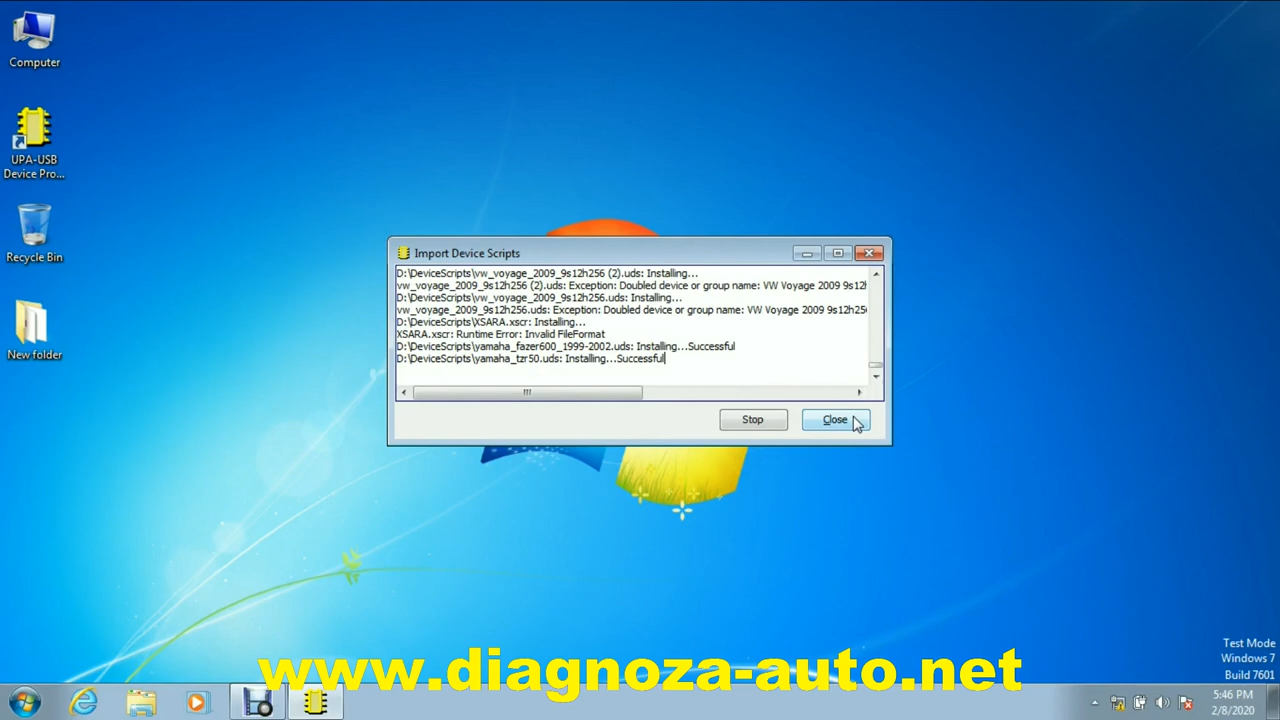 Computer
UPA-USB
Device Pro...
Recycle Bin
New folder
Import Device Scripts
D:\DeviceScripts\vw_voyage_2009_9s12h256 (2).uds: Installing...
vw_voyage_2009_9s12h256 (2).uds: Exception: Doubled device or group name: VW Voyage 2009 9s12h
D:\DeviceScripts\vw_voyage_2009_9s12h256.uds: Installing...
vw_voyage_2009_9s12h256.uds: Exception: Doubled device or group name: VW Voyage 2009 9s12h256
D:\DeviceScripts\XSARA.xscr: Installing...
XSARA.xscr: Runtime Error: Invalid FileFormat
D:\DeviceScripts\yamaha_fazer600_1999-2002.uds: Installing...Successful
D:\DeviceScripts\yamaha_tzr50.uds: Installing...Successful
Stop
Close
Test Mode
Windows 7
Build 7601
www.diagnoza-auto.net
5:46 PM
2/8/2020